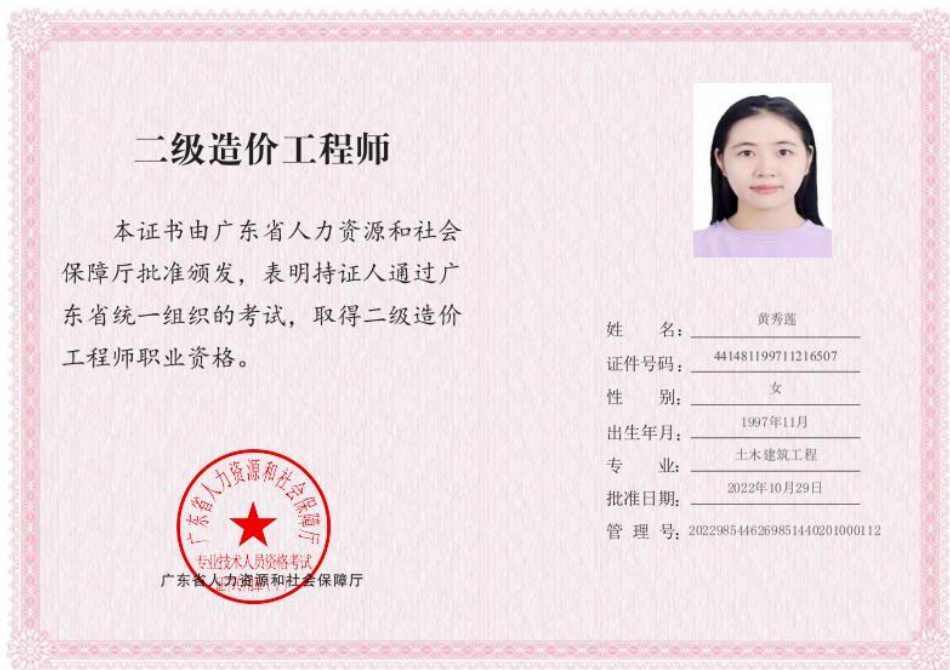 二级造价工程师
本证书由广东省人力资源和社会
保障厅批准颁发，表明持证人通过广
东省统一组织的考试，取得二级造价
工程师职业资格。
姓 名：黄秀莲
证件号码：441481199711216507
性 别：女
出生年月：1997年11月
专 业：土木建筑工程
批准日期：2022年10月29日
管 理 号：20229854462698514402010​00112
广东省人力资源和社会保障厅
专业技术人员资格考试
广东省人力资源和社会保障厅